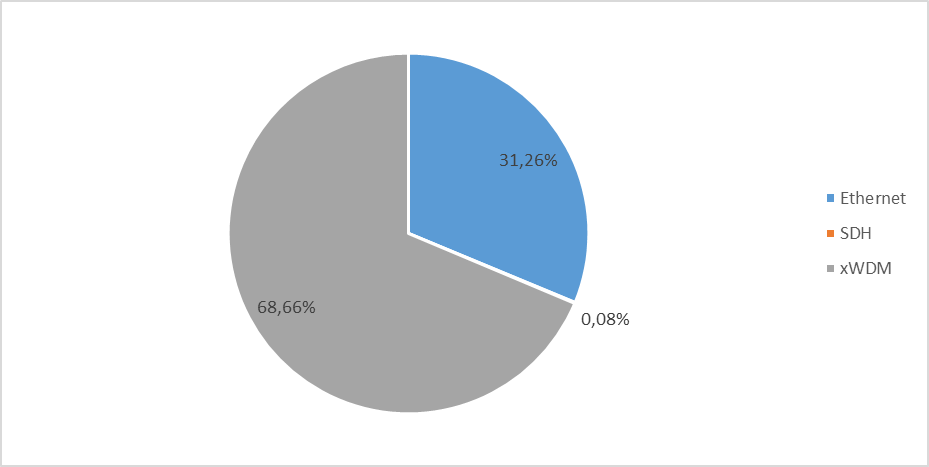 31,26%
Ethernet
SDH
xWDM
68,66%
0,08%